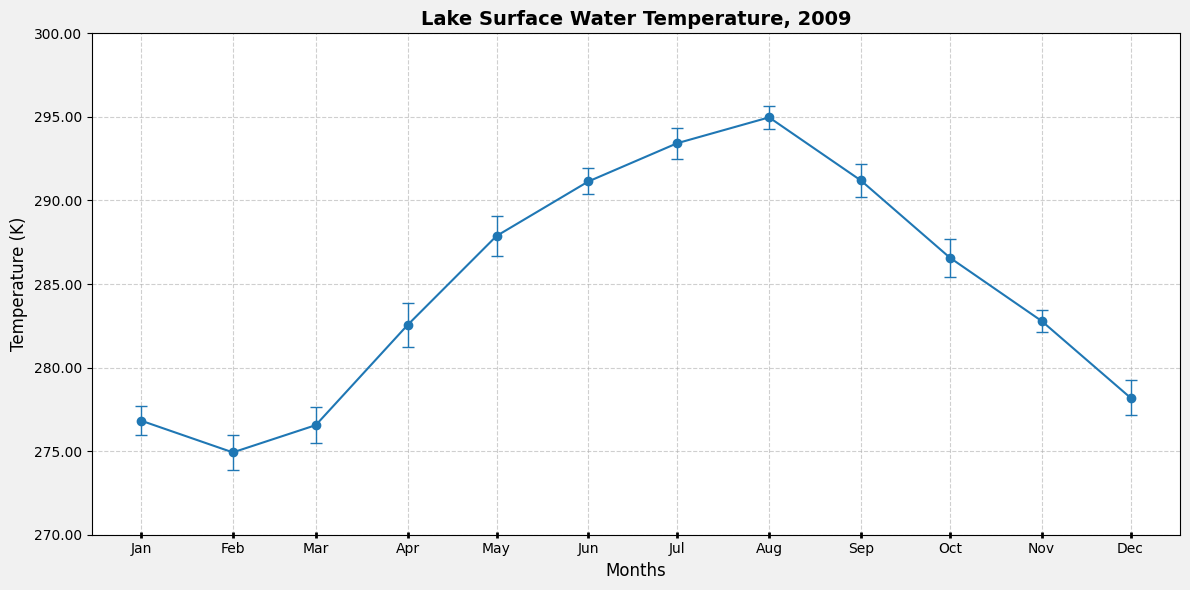 Lake Surface Water Temperature, 2009
Temperature (K)
300.00
295.00
290.00
285.00
280.00
275.00
270.00
Jan Feb Mar Apr May Jun Jul Aug Sep Oct Nov Dec
Months